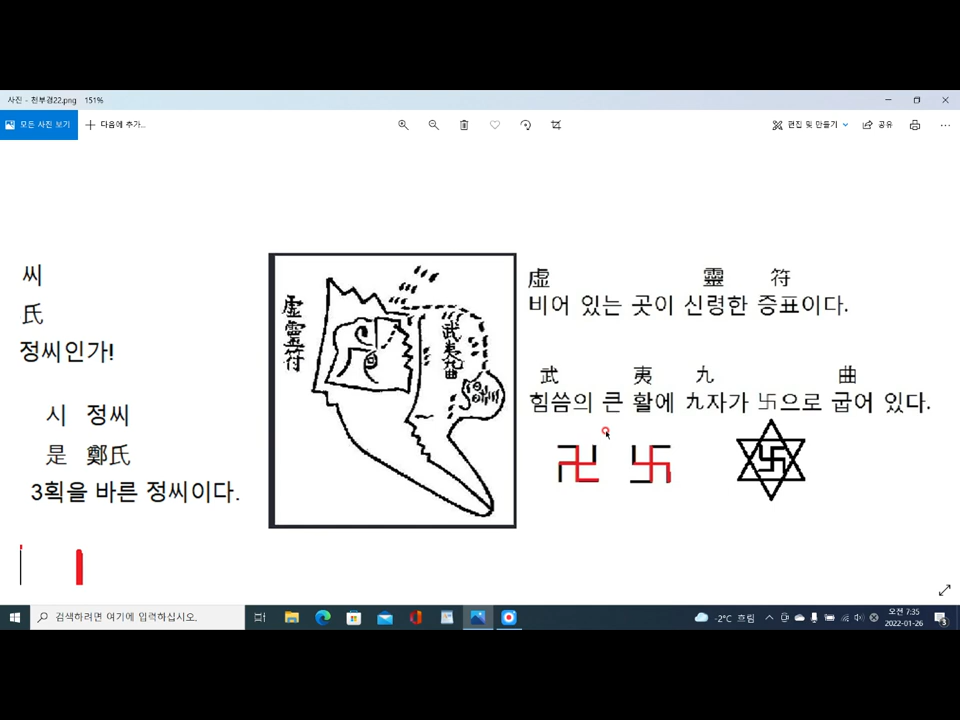 사진 - 천부경22.png 151%
모든 사진 보기 다음에 추가... 편집 및 만들기 공유
씨
氏
정씨인가!
시 정씨
是 鄭氏
3획을 바른 정씨이다.
虛靈符
武夷九曲
虛 靈 符
비어 있는 곳이 신령한 증표이다.
武 夷 九 曲
힘씀의 큰 활에 九자가 卐으로 굽어 있다.
卍 卐 卐
검색하려면 여기에 입력하십시오.
-2°C 흐림
오전 7:35
2022-01-26
3